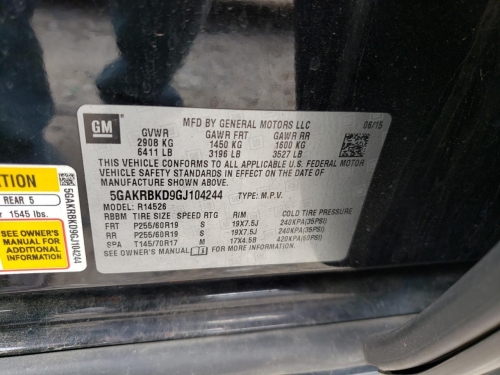 GM
MFD BY GENERAL MOTORS LLC
06/15
GVWR GAWR FRT GAWR RR
2908 KG 1450 KG 1600 KG
6411 LB 3196 LB 3527 LB
THIS VEHICLE CONFORMS TO ALL APPLICABLE U.S. FEDERAL MOTOR
VEHICLE SAFETY STANDARDS IN EFFECT ON THE DATE OF
MANUFACTURE SHOWN ABOVE.
5GAKRBKD9GJ104244 TYPE: M.P.V.
MODEL: R14526
RBBM TIRE SIZE SPEED RTG RIM COLD TIRE PRESSURE
FRT P255/60R19 S 19X7.5J 240KPA(35PSI)
RR P255/60R19 S 19X7.5J 240KPA(35PSI)
SPA T145/70R17 M 17X4.5B 420KPA(60PSI)
SEE OWNER'S MANUAL FOR MORE INFORMATION.
TION
REAR 5
r 1545 lbs.
SEE OWNER'S
MANUAL FOR
ADDITIONAL
INFORMATION
5GAKRBKD9GJ104244